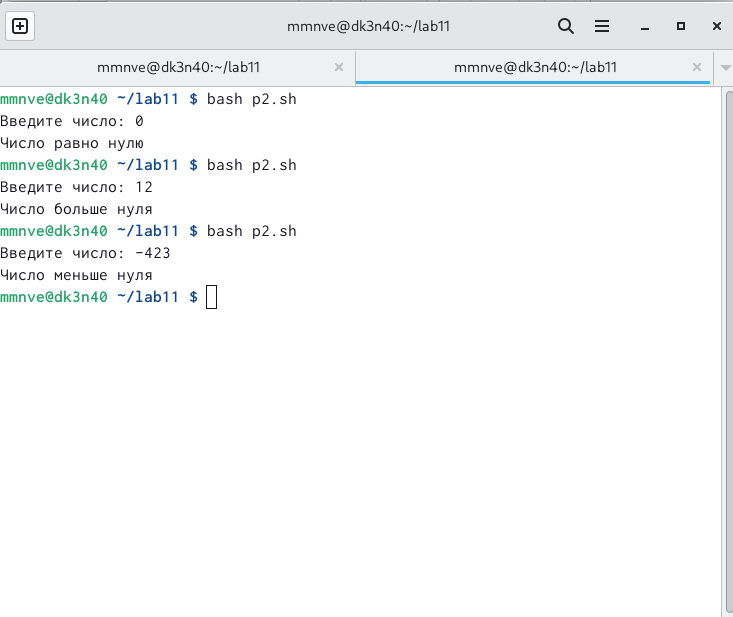 mmnve@dk3n40:~/lab11
mmnve@dk3n40:~/lab11 mmnve@dk3n40:~/lab11
mmnve@dk3n40 ~/lab11 $ bash p2.sh
Введите число: 0
Число равно нулю
mmnve@dk3n40 ~/lab11 $ bash p2.sh
Введите число: 12
Число больше нуля
mmnve@dk3n40 ~/lab11 $ bash p2.sh
Введите число: -423
Число меньше нуля
mmnve@dk3n40 ~/lab11 $